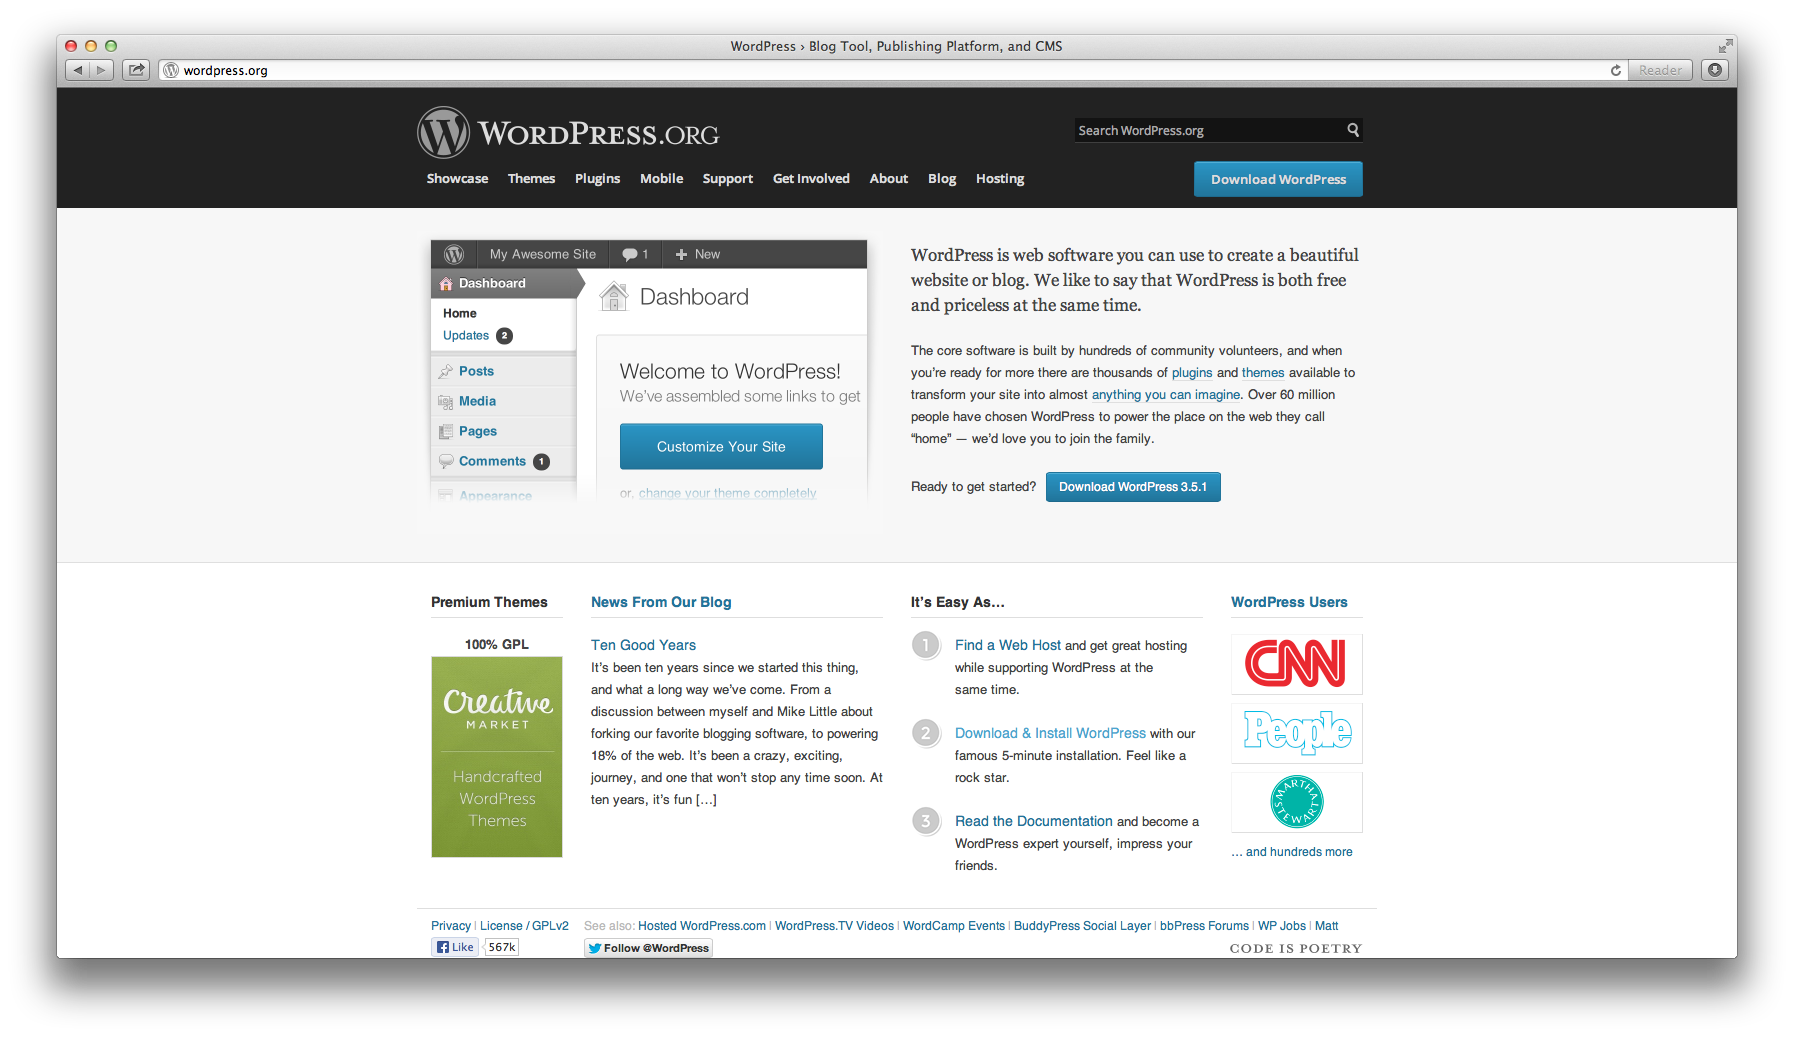 WordPress › Blog Tool, Publishing Platform, and CMS
wordpress.org
Reader
WORDPRESS.ORG
Search WordPress.org
Showcase Themes Plugins Mobile Support Get Involved About Blog Hosting
Download WordPress
My Awesome Site 1 New
Dashboard
Home
Updates 2
Posts
Media
Pages
Comments 1
Appearance
Dashboard
Welcome to WordPress!
We've assembled some links to get
Customize Your Site
or, change your theme completely
WordPress is web software you can use to create a beautiful
website or blog. We like to say that WordPress is both free
and priceless at the same time.
The core software is built by hundreds of community volunteers, and when
you're ready for more there are thousands of plugins and themes available to
transform your site into almost anything you can imagine. Over 60 million
people have chosen WordPress to power the place on the web they call
“home” — we'd love you to join the family.
Ready to get started? Download WordPress 3.5.1
Premium Themes
100% GPL
Creative
MARKET
Handcrafted
WordPress
Themes
News From Our Blog
Ten Good Years
It's been ten years since we started this thing,
and what a long way we've come. From a
discussion between myself and Mike Little about
forking our favorite blogging software, to powering
18% of the web. It's been a crazy, exciting,
journey, and one that won't stop any time soon. At
ten years, it's fun […]
It's Easy As…
1 Find a Web Host and get great hosting
while supporting WordPress at the
same time.
2 Download & Install WordPress with our
famous 5-minute installation. Feel like a
rock star.
3 Read the Documentation and become a
WordPress expert yourself, impress your
friends.
WordPress Users
CNN
People
MARTHA
STEWART
… and hundreds more
Privacy | License / GPLv2 See also: Hosted WordPress.com | WordPress.TV Videos | WordCamp Events | BuddyPress Social Layer | bbPress Forums | WP Jobs | Matt
Like 567k Follow @WordPress CODE IS POETRY